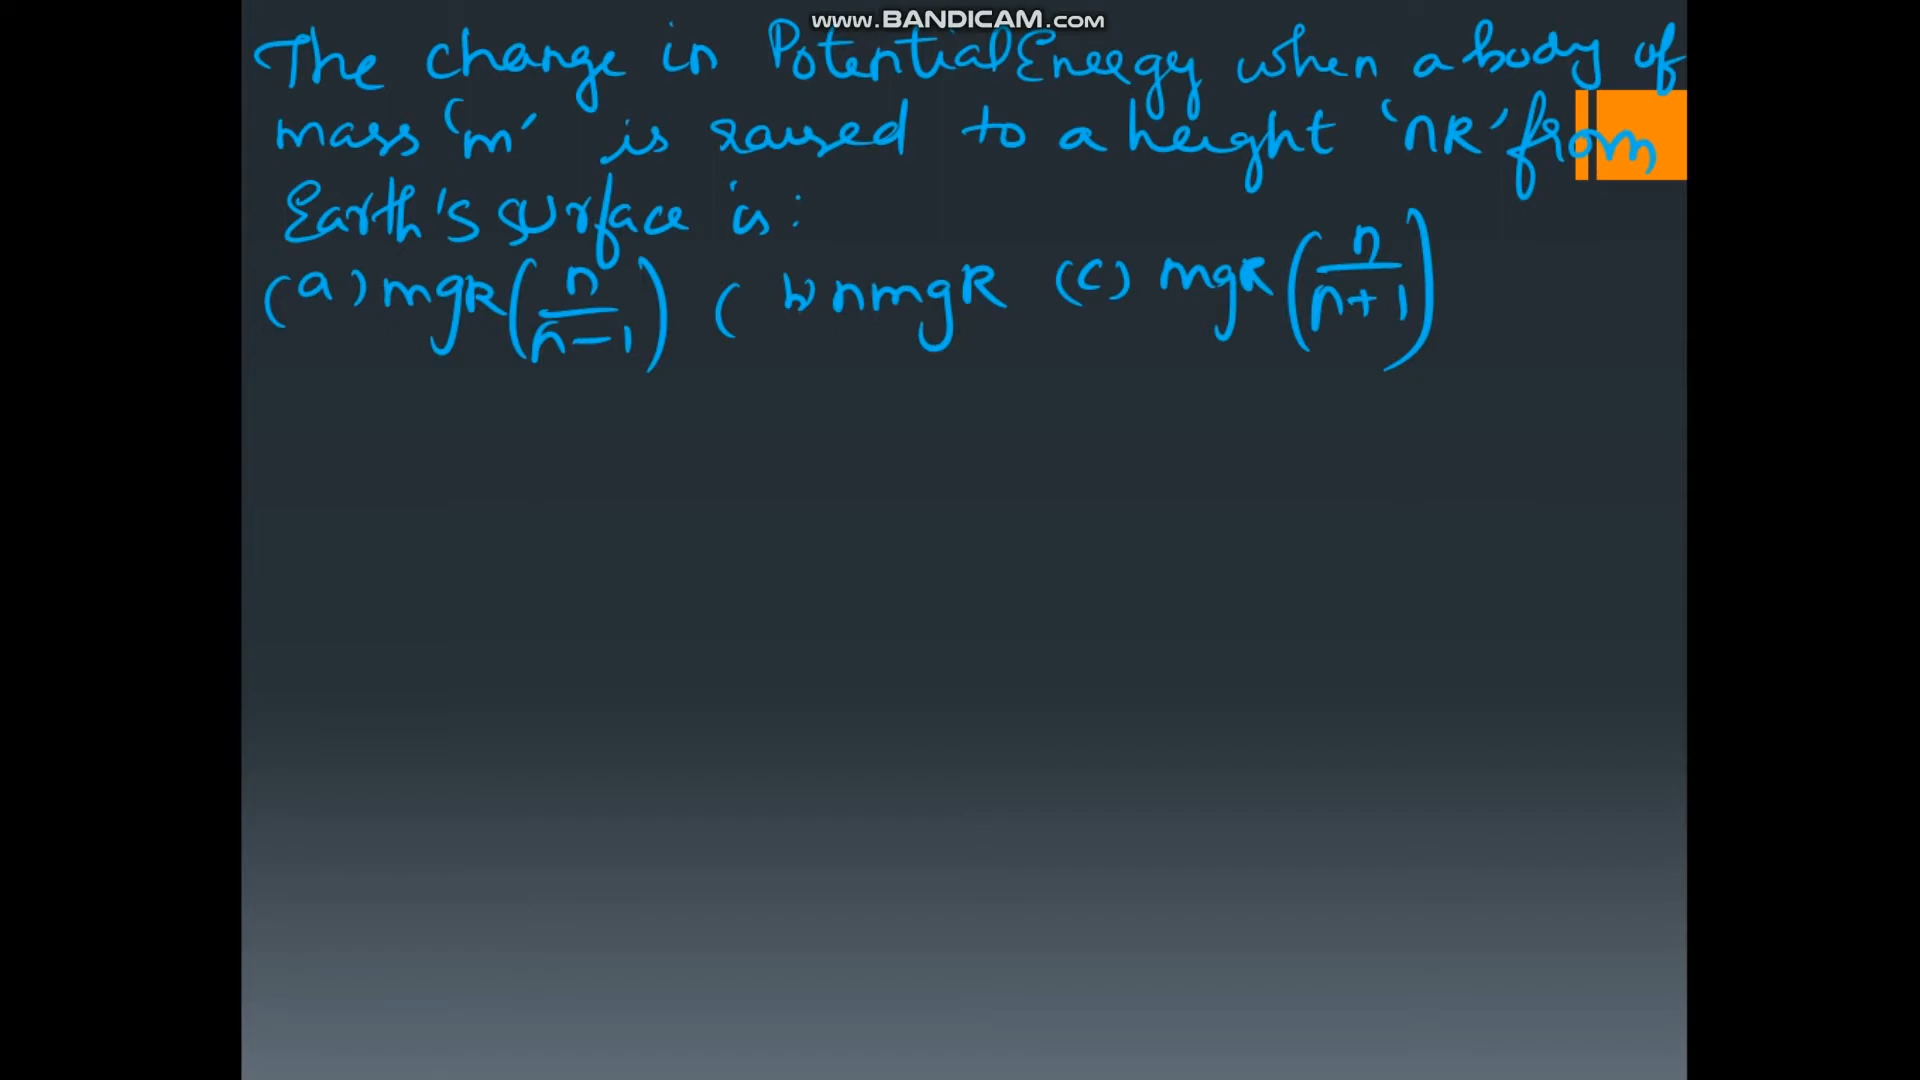 www.BANDICAM.com
The change in Potential Energy when a body of
mass 'm' is raised to a height 'nR' from
Earth's surface is:
(a) mgR(n/n-1) (b) nmgR (c) mgR(n/n+1)